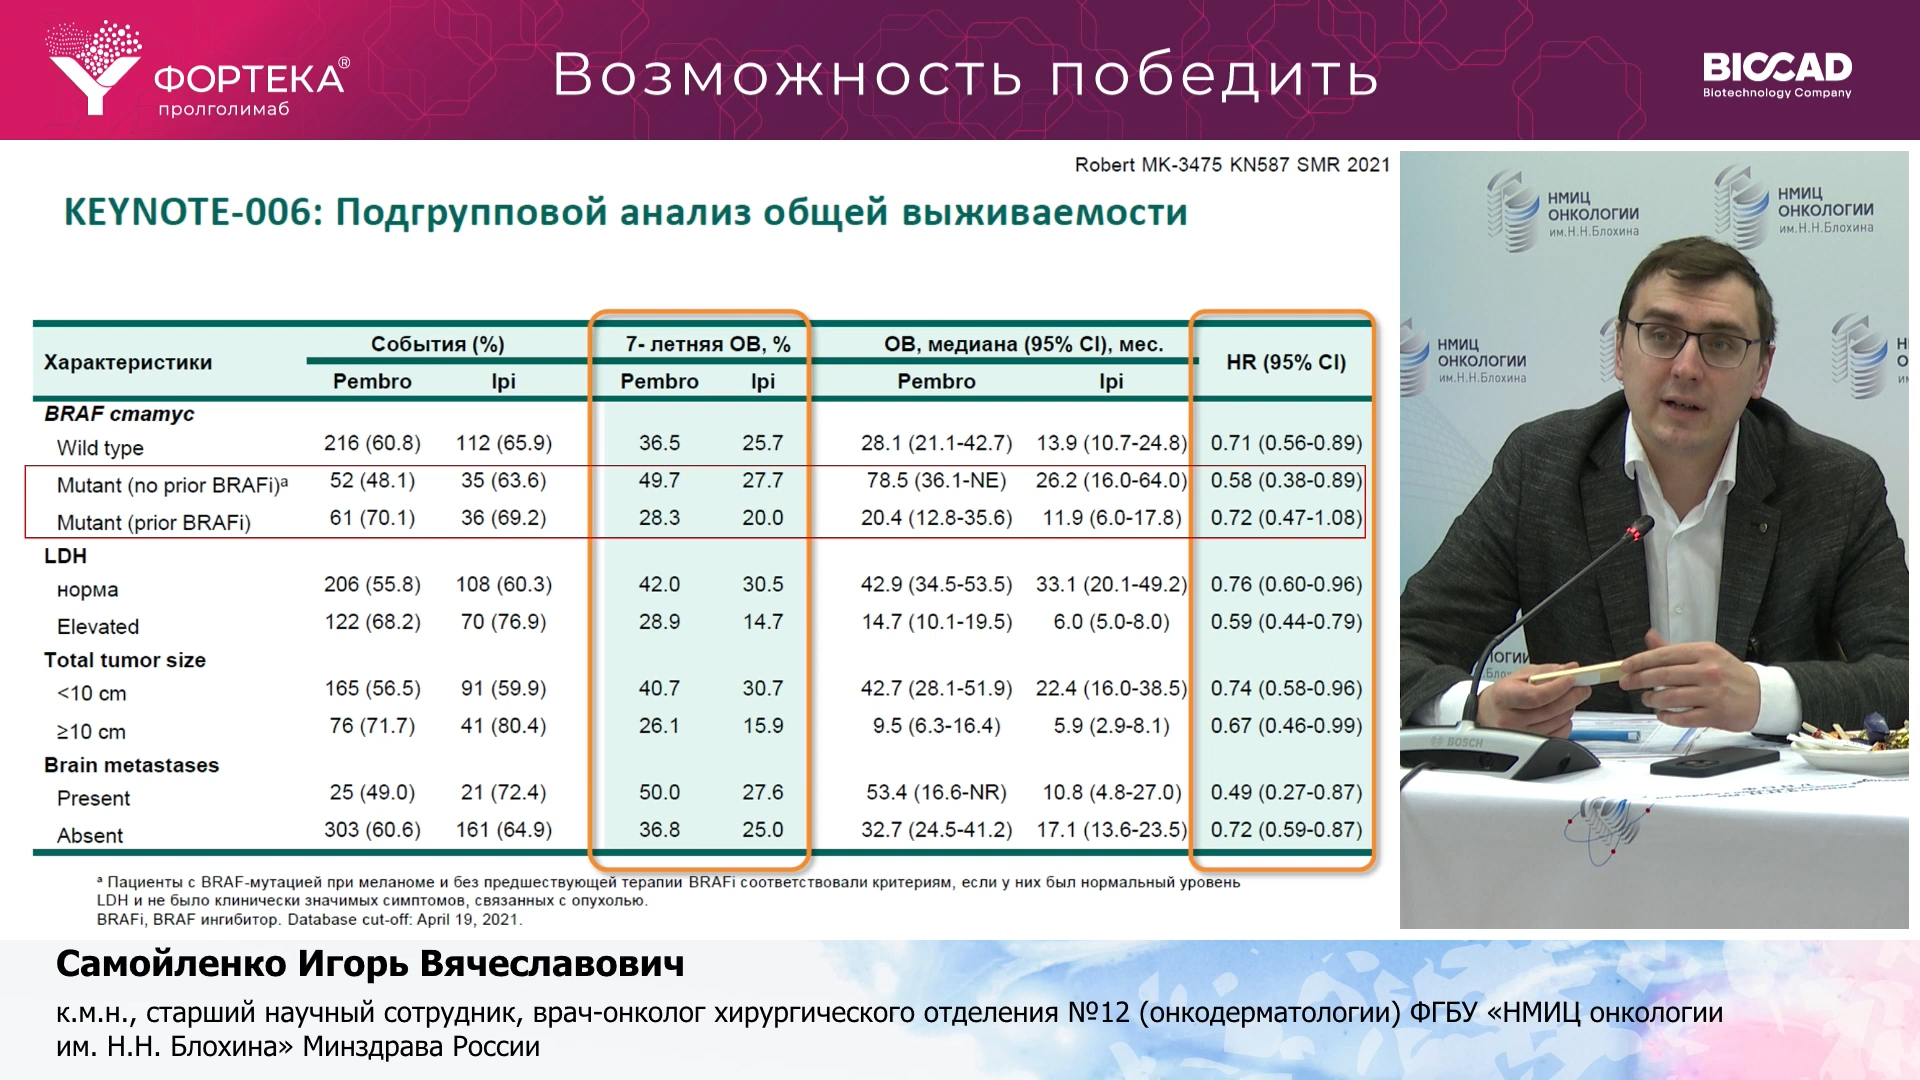 ФОРТЕКА®
пролголимаб
Возможность победить
BIOCAD
Biotechnology Company
Robert MK-3475 KN587 SMR 2021
KEYNOTE-006: Подгрупповой анализ общей выживаемости
Характеристики События (%) 7- летняя ОВ, % ОВ, медиана (95% CI), мес. HR (95% CI)
Pembro Ipi Pembro Ipi Pembro Ipi
BRAF статус
Wild type 216 (60.8) 112 (65.9) 36.5 25.7 28.1 (21.1-42.7) 13.9 (10.7-24.8) 0.71 (0.56-0.89)
Mutant (no prior BRAFi)ª 52 (48.1) 35 (63.6) 49.7 27.7 78.5 (36.1-NE) 26.2 (16.0-64.0) 0.58 (0.38-0.89)
Mutant (prior BRAFi) 61 (70.1) 36 (69.2) 28.3 20.0 20.4 (12.8-35.6) 11.9 (6.0-17.8) 0.72 (0.47-1.08)
LDH
норма 206 (55.8) 108 (60.3) 42.0 30.5 42.9 (34.5-53.5) 33.1 (20.1-49.2) 0.76 (0.60-0.96)
Elevated 122 (68.2) 70 (76.9) 28.9 14.7 14.7 (10.1-19.5) 6.0 (5.0-8.0) 0.59 (0.44-0.79)
Total tumor size
<10 cm 165 (56.5) 91 (59.9) 40.7 30.7 42.7 (28.1-51.9) 22.4 (16.0-38.5) 0.74 (0.58-0.96)
≥10 cm 76 (71.7) 41 (80.4) 26.1 15.9 9.5 (6.3-16.4) 5.9 (2.9-8.1) 0.67 (0.46-0.99)
Brain metastases
Present 25 (49.0) 21 (72.4) 50.0 27.6 53.4 (16.6-NR) 10.8 (4.8-27.0) 0.49 (0.27-0.87)
Absent 303 (60.6) 161 (64.9) 36.8 25.0 32.7 (24.5-41.2) 17.1 (13.6-23.5) 0.72 (0.59-0.87)
ª Пациенты с BRAF-мутацией при меланоме и без предшествующей терапии BRAFi соответствовали критериям, если у них был нормальный уровень
LDH и не было клинически значимых симптомов, связанных с опухолью.
BRAFi, BRAF ингибитор. Database cut-off: April 19, 2021.
НМИЦ
ОНКОЛОГИИ
им.Н.Н.Блохина
НМИЦ
ОНКОЛОГИИ
им.Н.Н.Блохина
НМИЦ
ОНКОЛОГИИ
им.Н.Н.Блохина
BOSCH
Самойленко Игорь Вячеславович
к.м.н., старший научный сотрудник, врач-онколог хирургического отделения №12 (онкодерматологии) ФГБУ «НМИЦ онкологии
им. Н.Н. Блохина» Минздрава России